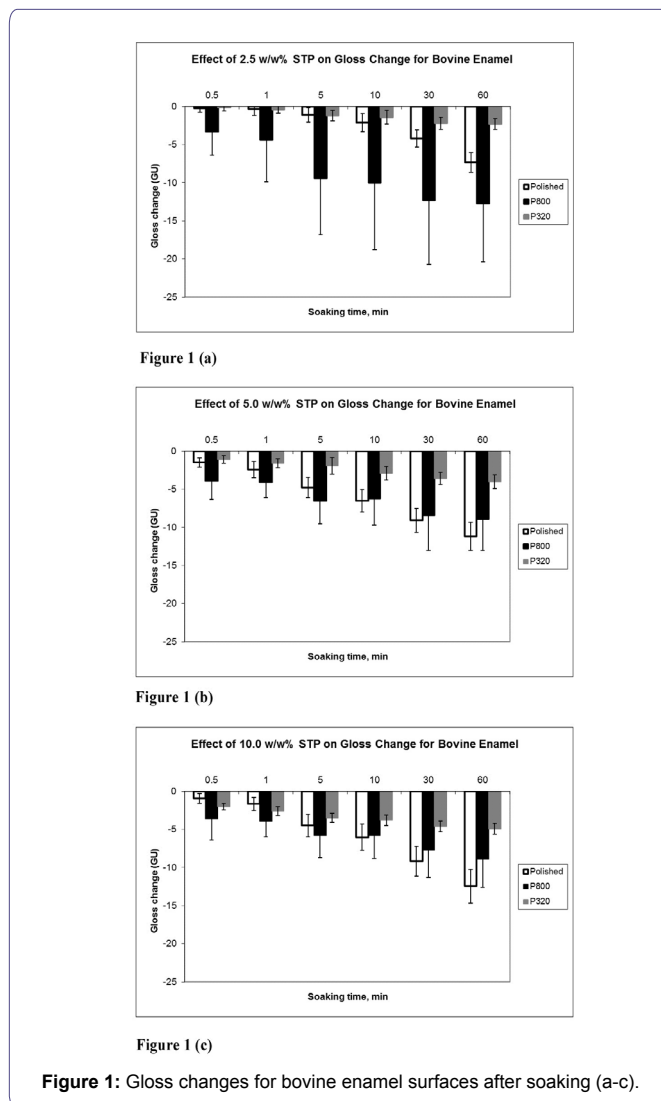 Effect of 2.5 w/w% STP on Gloss Change for Bovine Enamel
0.5 1 5 10 30 60
0
-5
-10
-15
-20
-25
Gloss change (GU)
Polished
P800
P320
Soaking time, min
Figure 1 (a)
Effect of 5.0 w/w% STP on Gloss Change for Bovine Enamel
0.5 1 5 10 30 60
0
-5
-10
-15
-20
-25
Gloss change (GU)
Polished
P800
P320
Soaking time, min
Figure 1 (b)
Effect of 10.0 w/w% STP on Gloss Change for Bovine Enamel
0.5 1 5 10 30 60
0
-5
-10
-15
-20
-25
Gloss change (GU)
Polished
P800
P320
Soaking time, min
Figure 1 (c)
Figure 1: Gloss changes for bovine enamel surfaces after soaking (a-c).